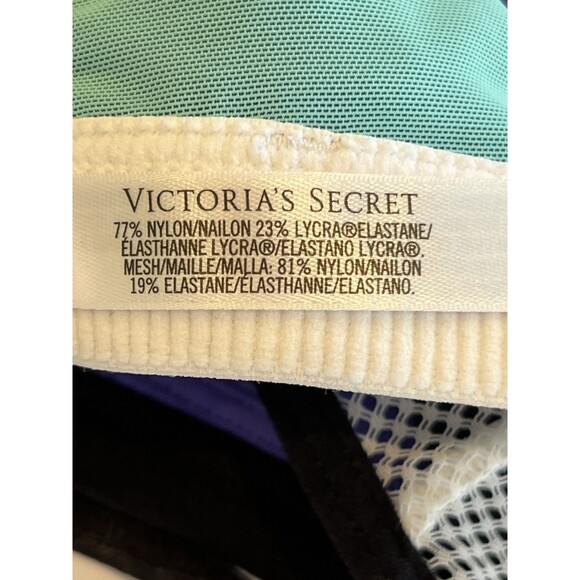 VICTORIA'S SECRET
77% NYLON/NAILON 23% LYCRA®ELASTANE/
ÉLASTHANNE LYCRA®/ELASTANO LYCRA®.
MESH/MAILLE/MALLA: 81% NYLON/NAILON
19% ELASTANE/ÉLASTHANNE/ELASTANO.